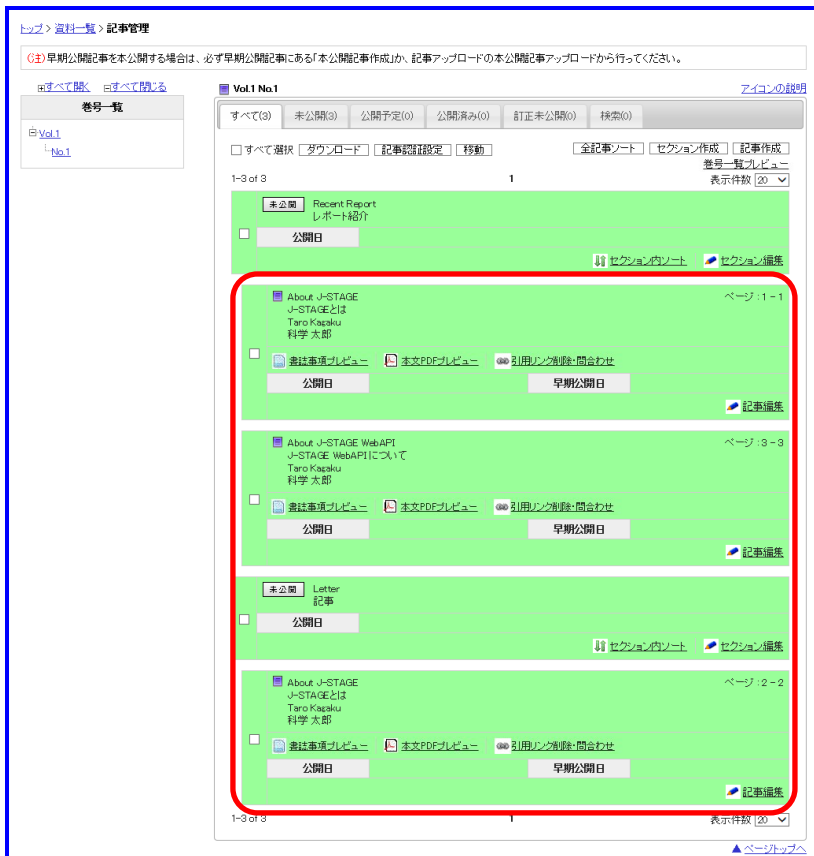 トップ > 資料一覧 > 記事管理
(注)早期公開記事を本公開する場合は、必ず早期公開記事にある「本公開記事作成」か、記事アップロードの本公開記事アップロードから行ってください。
すべて開く すべて閉じる
巻号一覧
Vol.1
No.1
Vol.1 No.1 アイコンの説明
すべて(3) 未公開(3) 公開予定(0) 公開済み(0) 訂正未公開(0) 検索(0)
すべて選択 ダウンロード 記事認証設定 移動 全記事ソート セクション作成 記事作成
巻号一覧プレビュー
1-3 of 3 1 表示件数 20
未公開 Recent Report
レポート紹介
公開日
セクション内ソート セクション編集
About J-STAGE ページ : 1 - 1
J-STAGEとは
Taro Kagaku
科学 太郎
書誌事項プレビュー 本文PDFプレビュー 引用リンク削除・問合わせ
公開日 早期公開日
記事編集
About J-STAGE WebAPI ページ : 3 - 3
J-STAGE WebAPIについて
Taro Kagaku
科学 太郎
書誌事項プレビュー 本文PDFプレビュー 引用リンク削除・問合わせ
公開日 早期公開日
記事編集
未公開 Letter
記事
公開日
セクション内ソート セクション編集
About J-STAGE ページ : 2 - 2
J-STAGEとは
Taro Kagaku
科学 太郎
書誌事項プレビュー 本文PDFプレビュー 引用リンク削除・問合わせ
公開日 早期公開日
記事編集
1-3 of 3 1 表示件数 20
▲ ページトップへ